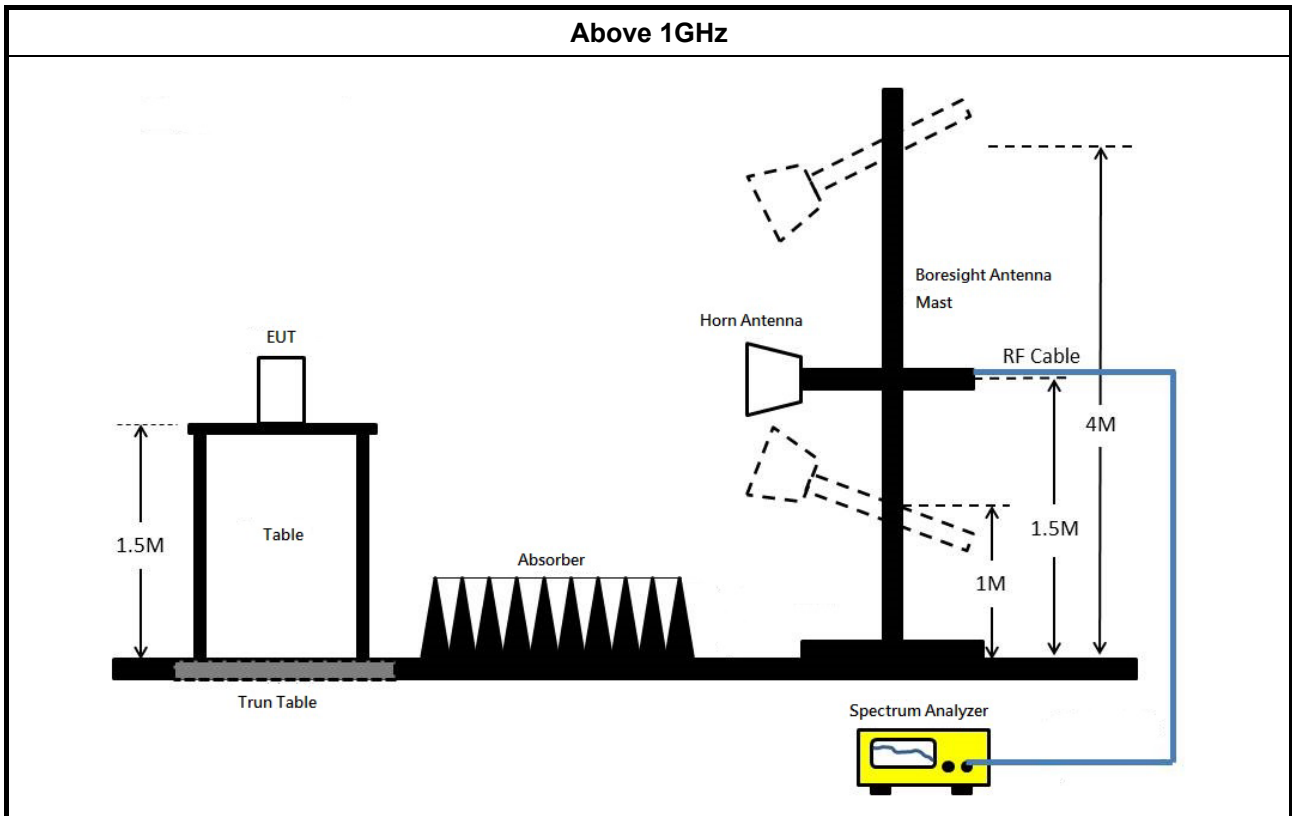 Above 1GHz
Boresight Antenna
Mast
Horn Antenna
EUT
RF Cable
4M
1.5M
Table
1.5M
Absorber
1M
Trun Table
Spectrum Analyzer